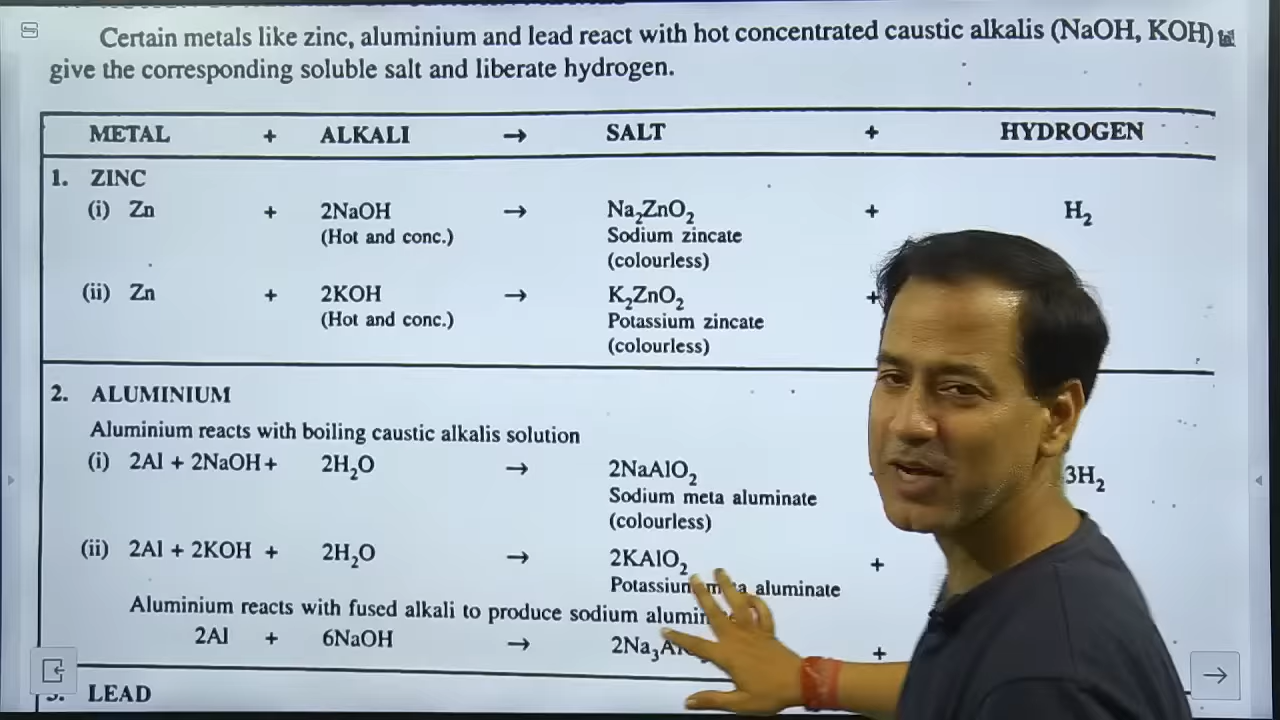 Certain metals like zinc, aluminium and lead react with hot concentrated caustic alkalis (NaOH, KOH)
give the corresponding soluble salt and liberate hydrogen.
METAL + ALKALI → SALT + HYDROGEN
1. ZINC
(i) Zn + 2NaOH → Na₂ZnO₂ + H₂
(Hot and conc.) Sodium zincate
(colourless)
(ii) Zn + 2KOH → K₂ZnO₂ +
(Hot and conc.) Potassium zincate
(colourless)
2. ALUMINIUM
Aluminium reacts with boiling caustic alkalis solution
(i) 2Al + 2NaOH + 2H₂O → 2NaAlO₂ 3H₂
Sodium meta aluminate
(colourless)
(ii) 2Al + 2KOH + 2H₂O → 2KAlO₂ +
Potassium meta aluminate
Aluminium reacts with fused alkali to produce sodium
2Al + 6NaOH → +
LEAD